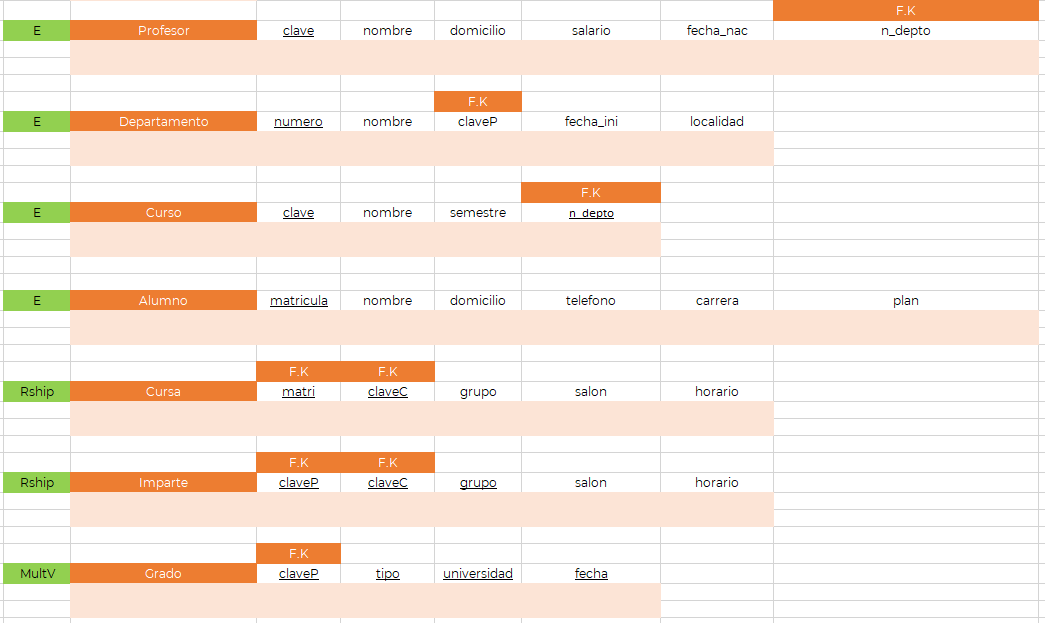 F.K
E Profesor clave nombre domicilio salario fecha_nac n_depto
F.K
E Departamento numero nombre claveP fecha_ini localidad
F.K
E Curso clave nombre semestre n_depto
E Alumno matricula nombre domicilio telefono carrera plan
F.K F.K
Rship Cursa matri claveC grupo salon horario
F.K F.K
Rship Imparte claveP claveC grupo salon horario
F.K
MultV Grado claveP tipo universidad fecha